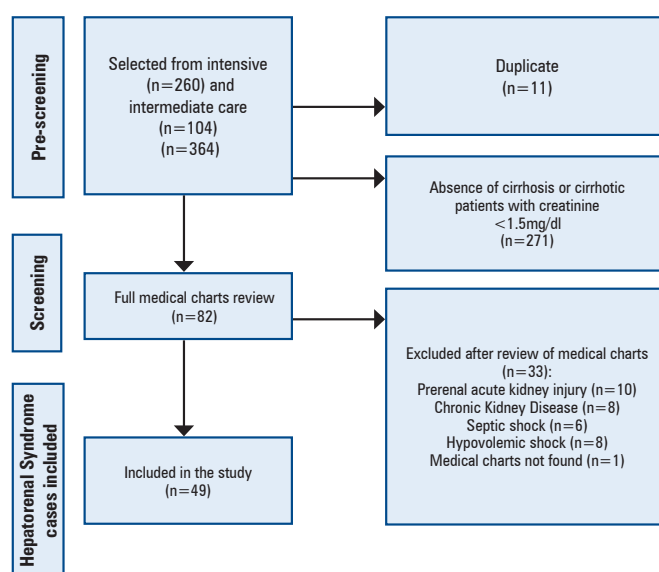 Pre-screening
Selected from intensive
(n=260) and
intermediate care
(n=104)
(n=364)
Duplicate
(n=11)
Absence of cirrhosis or cirrhotic
patients with creatinine
<1.5mg/dl
(n=271)
Screening
Full medical charts review
(n=82)
Excluded after review of medical charts
(n=33):
Prerenal acute kidney injury (n=10)
Chronic Kidney Disease (n=8)
Septic shock (n=6)
Hypovolemic shock (n=8)
Medical charts not found (n=1)
Hepatorenal Syndrome
cases included
Included in the study
(n=49)